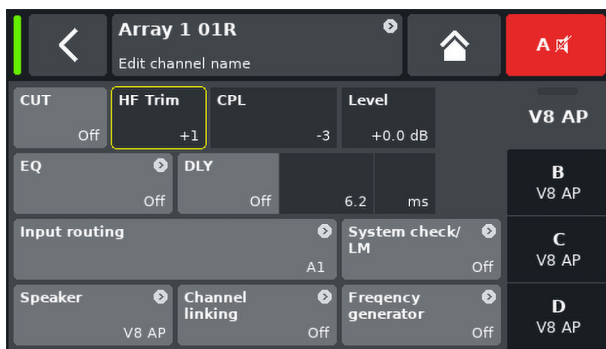 Array 1 01R
Edit channel name
A
CUT
Off
HF Trim
+1
CPL
-3
Level
+0.0 dB
V8 AP
EQ
Off
DLY
Off
6.2
ms
B
V8 AP
Input routing
A1
System check/
LM
Off
C
V8 AP
Speaker
V8 AP
Channel
linking
Off
Freqency
generator
Off
D
V8 AP